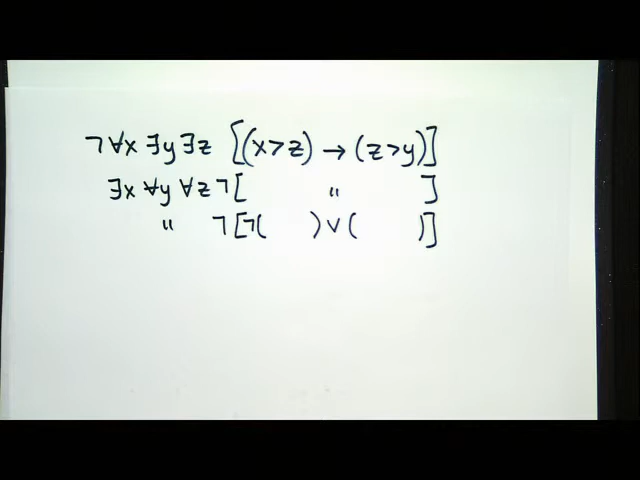 ¬∀x ∃y ∃z [(x>z) → (z>y)]
∃x ∀y ∀z ¬[ " ]
" ¬[¬( ) ∨ ( )]